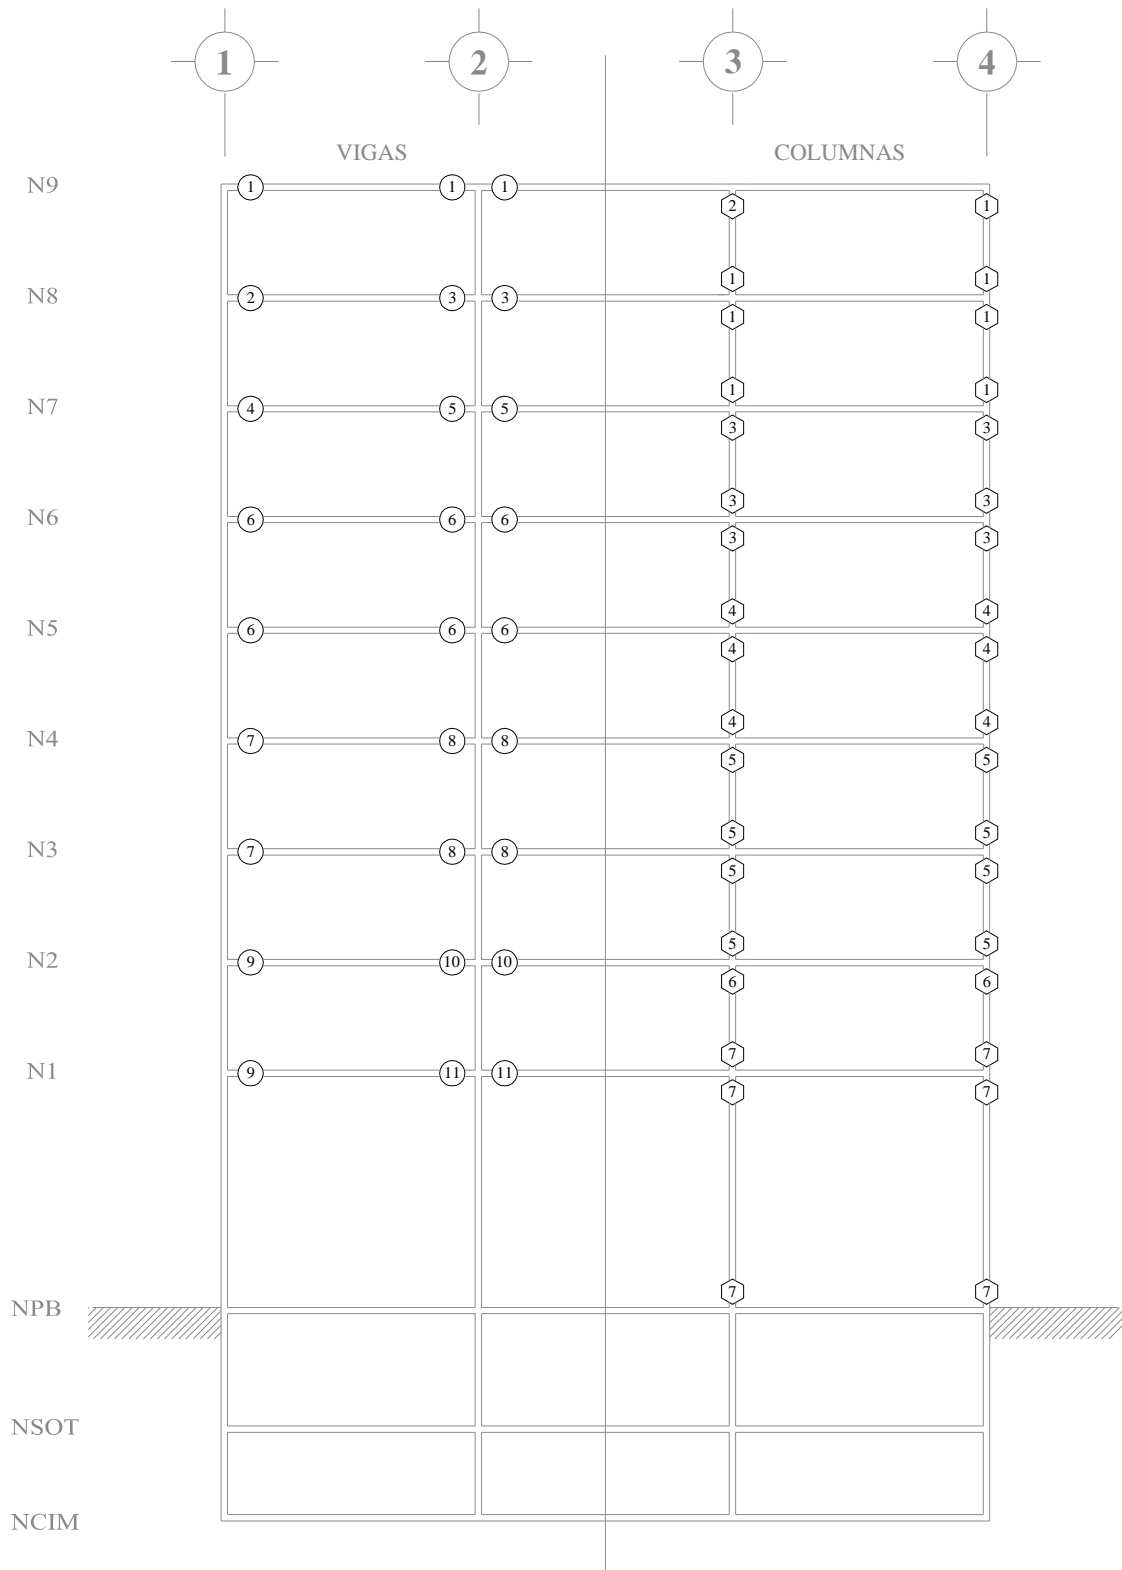 1 2 3 4
VIGAS COLUMNAS
N9 1 1 1
2 1
1 1
N8 2 3 3
1 1
1 1
N7 4 5 5
3 3
3 3
N6 6 6 6
3 3
4 4
N5 6 6 6
4 4
4 4
N4 7 8 8
5 5
5 5
N3 7 8 8
5 5
5 5
N2 9 10 10
6 6
7 7
N1 9 11 11
7 7
7 7
NPB
NSOT
NCIM